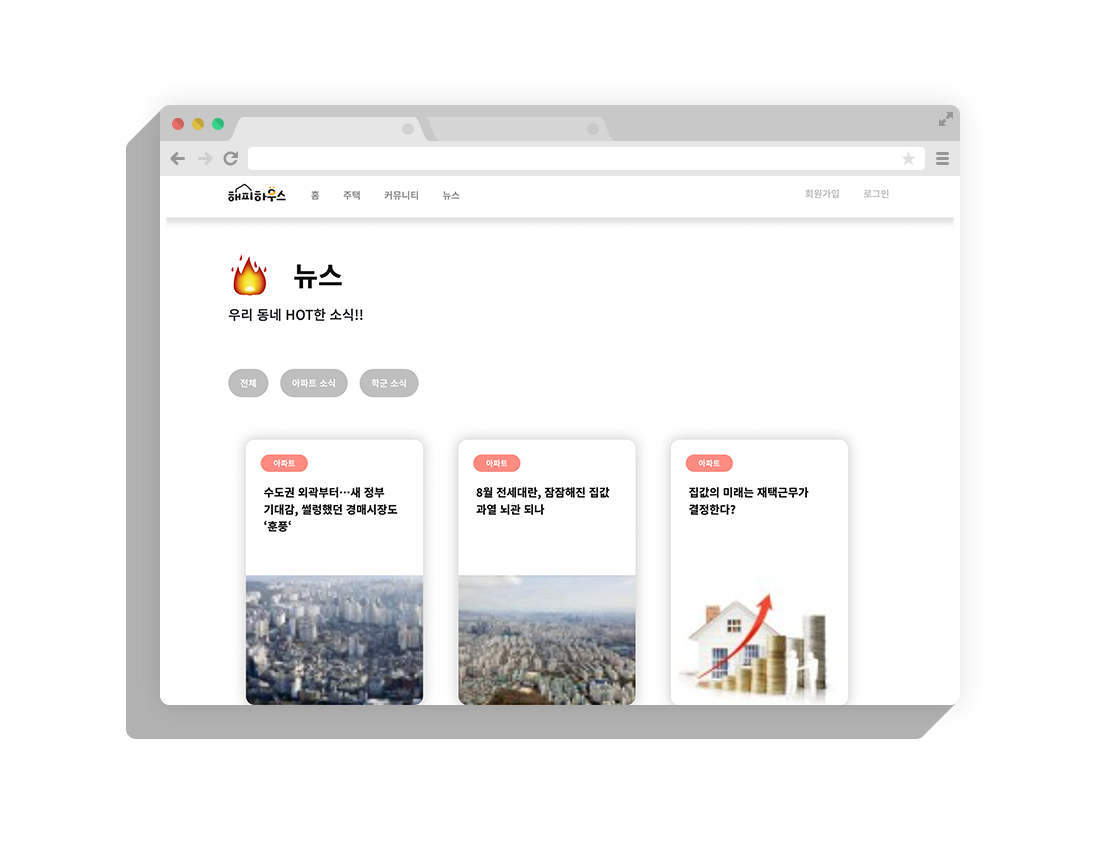 해피하우스 홈 주택 커뮤니티 뉴스 회원가입 로그인
뉴스
우리 동네 HOT한 소식!!
전체 아파트 소식 학군 소식
아파트
수도권 외곽부터…새 정부
기대감, 썰렁했던 경매시장도
‘훈풍‘
아파트
8월 전세대란, 잠잠해진 집값
과열 뇌관 되나
아파트
집값의 미래는 재택근무가
결정한다?